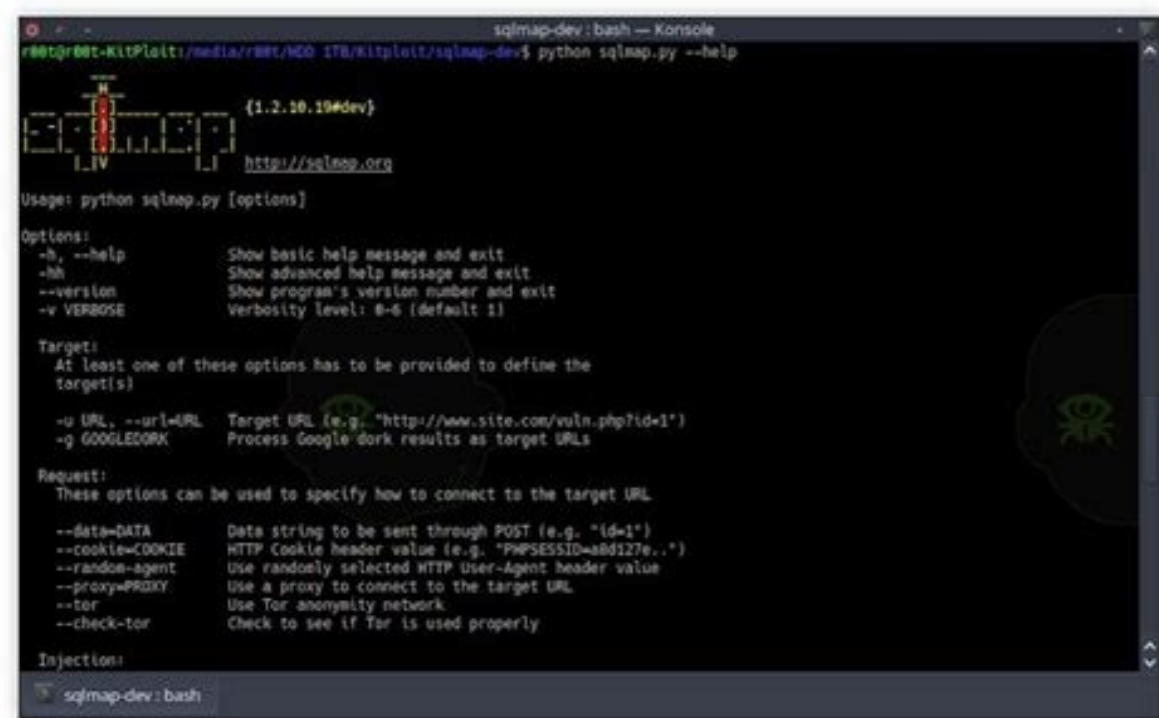 sqlmap-dev : bash — Konsole
r00t@r00t-KitPloit:/media/r00t/HDD 1TB/Kitploit/sqlmap-dev$ python sqlmap.py --help
{1.2.10.19#dev}
http://sqlmap.org
Usage: python sqlmap.py [options]
Options:
-h, --help Show basic help message and exit
-hh Show advanced help message and exit
--version Show program's version number and exit
-v VERBOSE Verbosity level: 0-6 (default 1)
Target:
At least one of these options has to be provided to define the
target(s)
-u URL, --url=URL Target URL (e.g. "http://www.site.com/vuln.php?id=1")
-g GOOGLEDORK Process Google dork results as target URLs
Request:
These options can be used to specify how to connect to the target URL
--data=DATA Data string to be sent through POST (e.g. "id=1")
--cookie=COOKIE HTTP Cookie header value (e.g. "PHPSESSID=a8d127e..")
--random-agent Use randomly selected HTTP User-Agent header value
--proxy=PROXY Use a proxy to connect to the target URL
--tor Use Tor anonymity network
--check-tor Check to see if Tor is used properly
Injection:
sqlmap-dev : bash